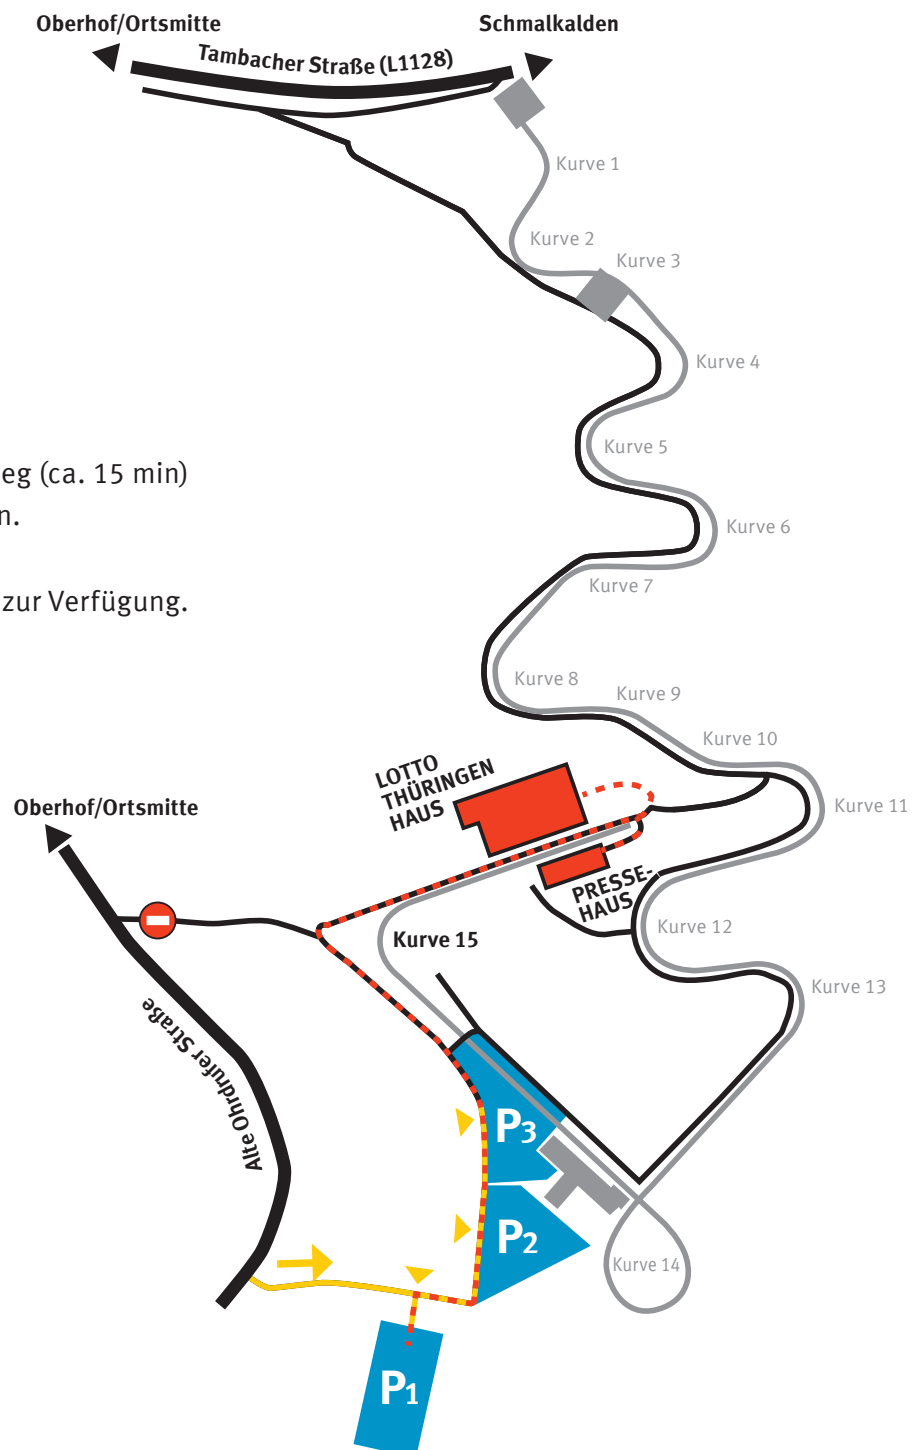 Oberhof/Ortsmitte
Schmalkalden
Tambacher Straße (L1128)
Kurve 1
Kurve 2
Kurve 3
Kurve 4
Kurve 5
eg (ca. 15 min)
n.
Kurve 6
Kurve 7
zur Verfügung.
Kurve 8
Kurve 9
Kurve 10
LOTTO
THÜRINGEN
HAUS
Oberhof/Ortsmitte
Kurve 11
PRESSE-
HAUS
Kurve 12
Kurve 15
Kurve 13
Alte Ohrdrufer Straße
P3
P2
Kurve 14
P1